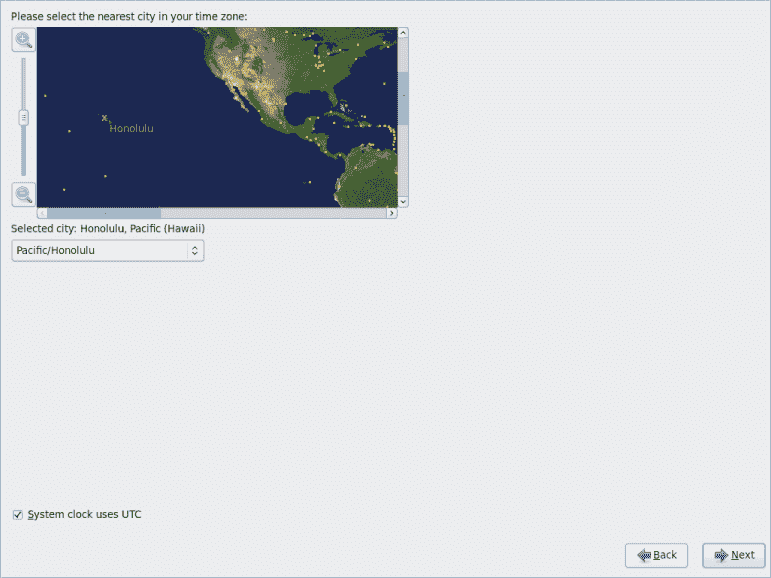 Please select the nearest city in your time zone:
Honolulu
Selected city: Honolulu, Pacific (Hawaii)
Pacific/Honolulu
System clock uses UTC
Back
Next